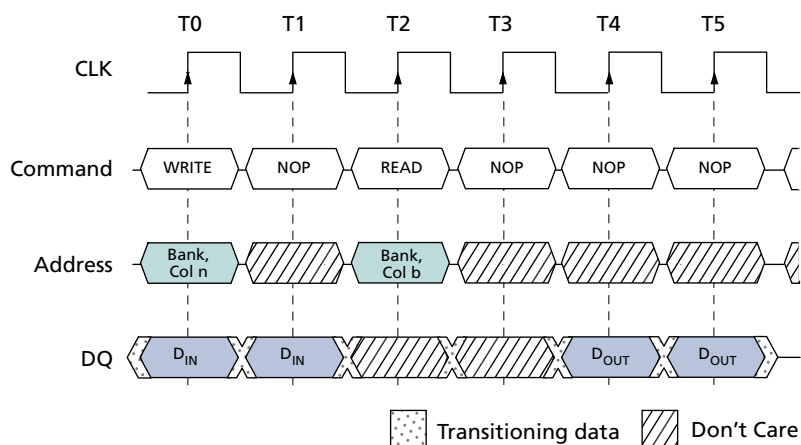 T0 T1 T2 T3 T4 T5
CLK
Command WRITE NOP READ NOP NOP NOP
Address Bank, Col n Bank, Col b
DQ DIN DIN DOUT DOUT
Transitioning data Don't Care